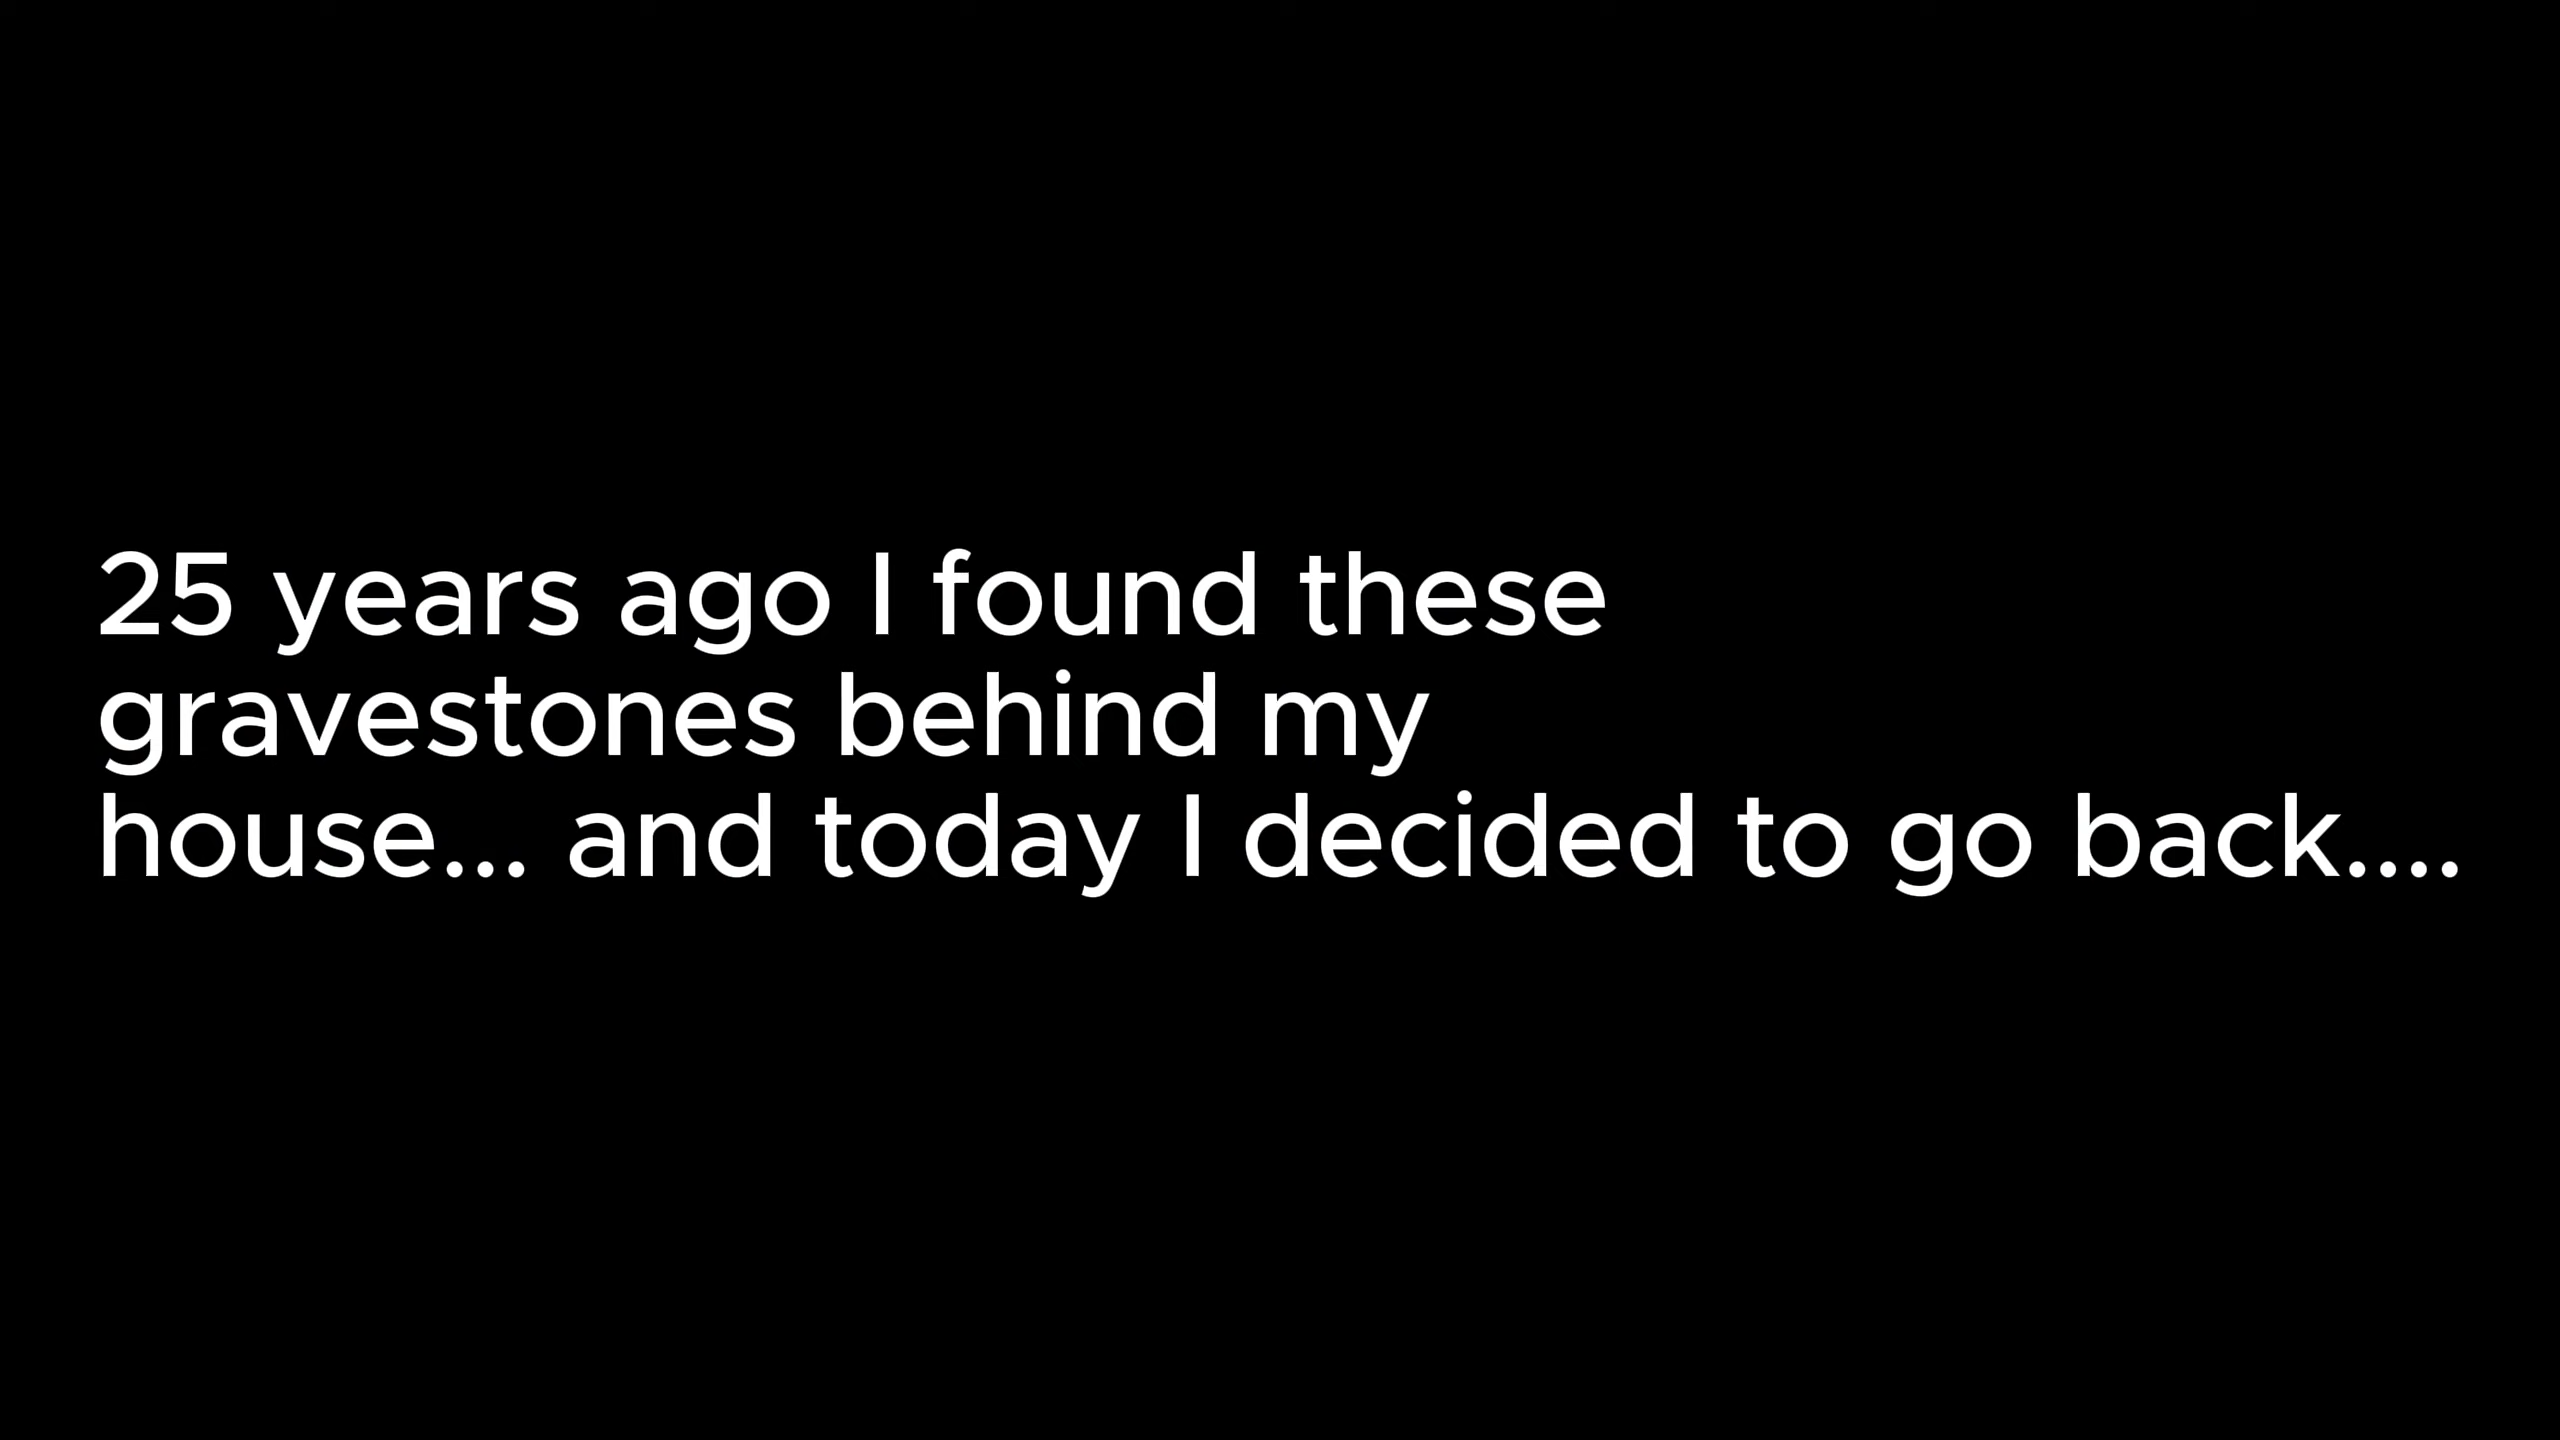 25 years ago I found these
gravestones behind my
house... and today I decided to go back....